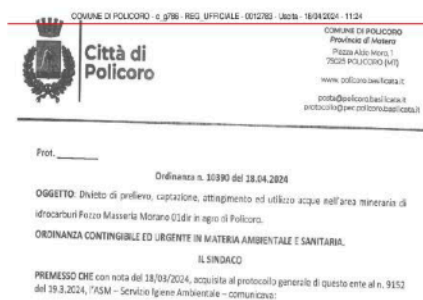 COMUNE DI POLICORO - c_g786 - REG_UFFICIALE - 0012783 - Uscita - 18/04/2024 - 11:24
Città di
Policoro
COMUNE DI POLICORO
Provincia di Matera
Piazza Aldo Moro, 1
75025 POLICORO (MT)
www.policoro.basilicata.it
posta@policoro.basilicata.it
protocollo@pec.policoro.basilicata.it
Prot.
Ordinanza n. 10390 del 18.04.2024
OGGETTO: Divieto di prelievo, captazione, attingimento ed utilizzo acque nell'area mineraria di
idrocarburi Pozzo Masseria Morano 01dir in agro di Policoro.
ORDINANZA CONTINGIBILE ED URGENTE IN MATERIA AMBIENTALE E SANITARIA.
IL SINDACO
PREMESSO CHE con nota del 18/03/2024, acquisita al protocollo generale di questo ente al n. 9152
del 19.3.2024, l'ASM – Servizio Igiene Ambientale – comunicava: